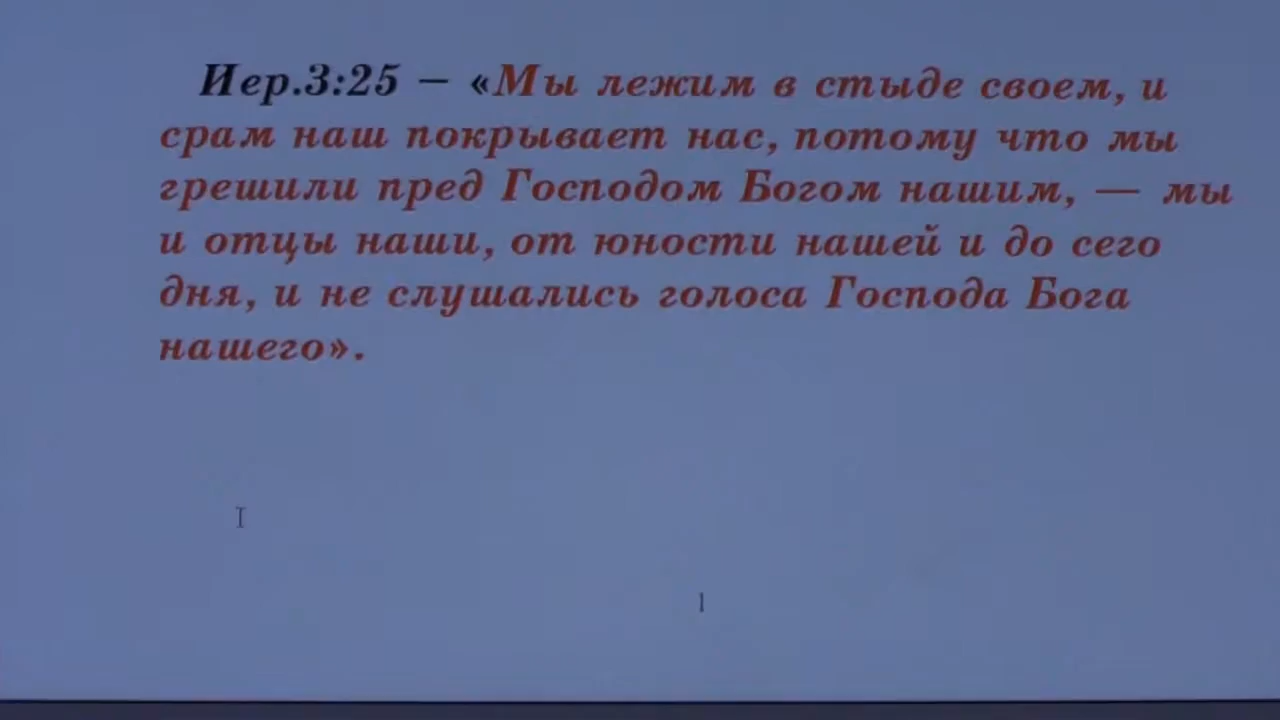 Иер.3:25 – «Мы лежим в стыде своем, и
срам наш покрывает нас, потому что мы
грешили пред Господом Богом нашим, — мы
и отцы наши, от юности нашей и до сего
дня, и не слушались голоса Господа Бога
нашего».
1